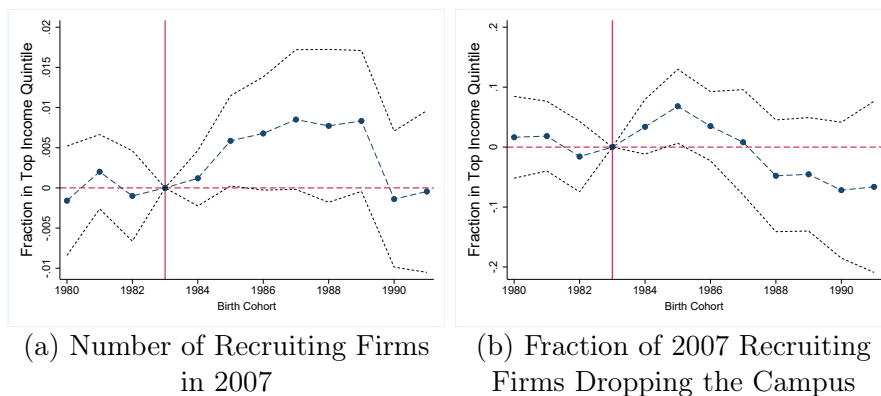 Fraction in Top Income Quintile
.02
.015
.01
.005
0
-.005
-.01
1980 1982 1984 1986 1988 1990
Birth Cohort
(a) Number of Recruiting Firms
in 2007
Fraction in Top Income Quintile
.2
.1
0
-.1
-.2
1980 1982 1984 1986 1988 1990
Birth Cohort
(b) Fraction of 2007 Recruiting
Firms Dropping the Campus